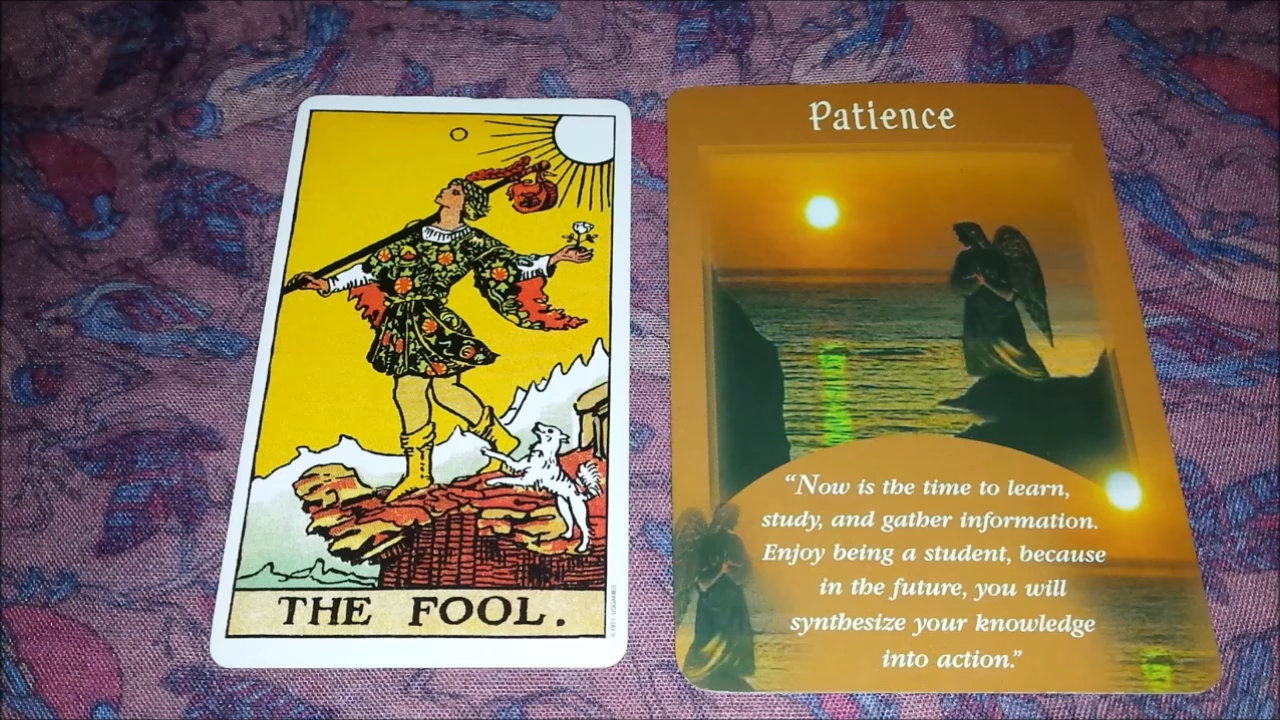 THE FOOL.
Patience
“Now is the time to learn,
study, and gather information.
Enjoy being a student, because
in the future, you will
synthesize your knowledge
into action.”